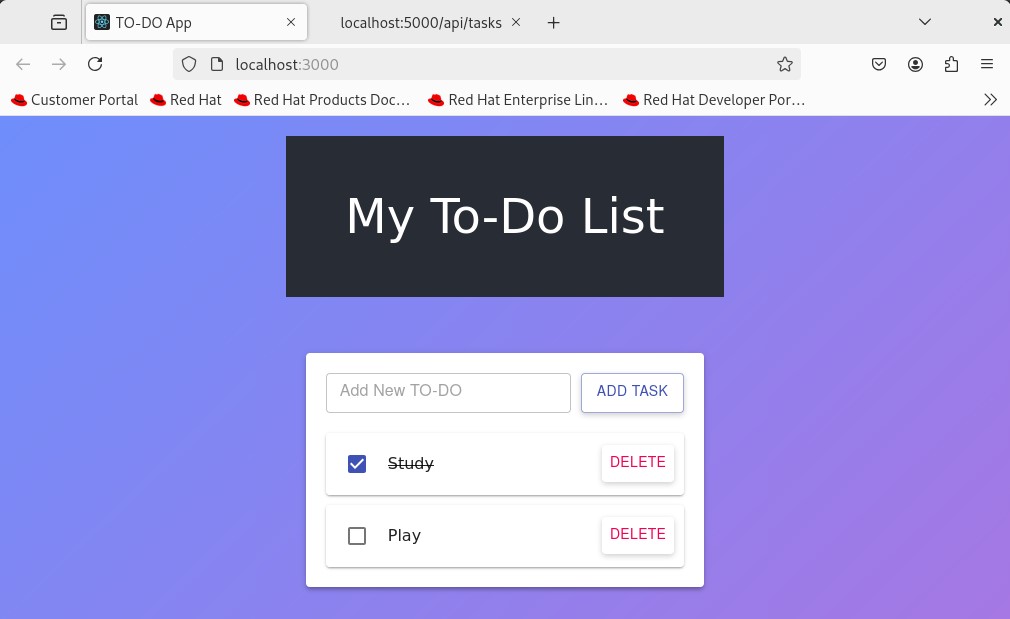 TO-DO App
localhost:5000/api/tasks
localhost:3000
Customer Portal Red Hat Red Hat Products Doc… Red Hat Enterprise Lin… Red Hat Developer Por…
My To-Do List
Add New TO-DO ADD TASK
Study DELETE
Play DELETE